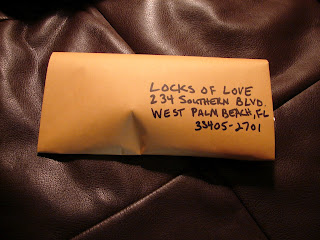 LOCKS OF LOVE
234 SOUTHERN BLVD.
WEST PALM BEACH, FL
33405-2701